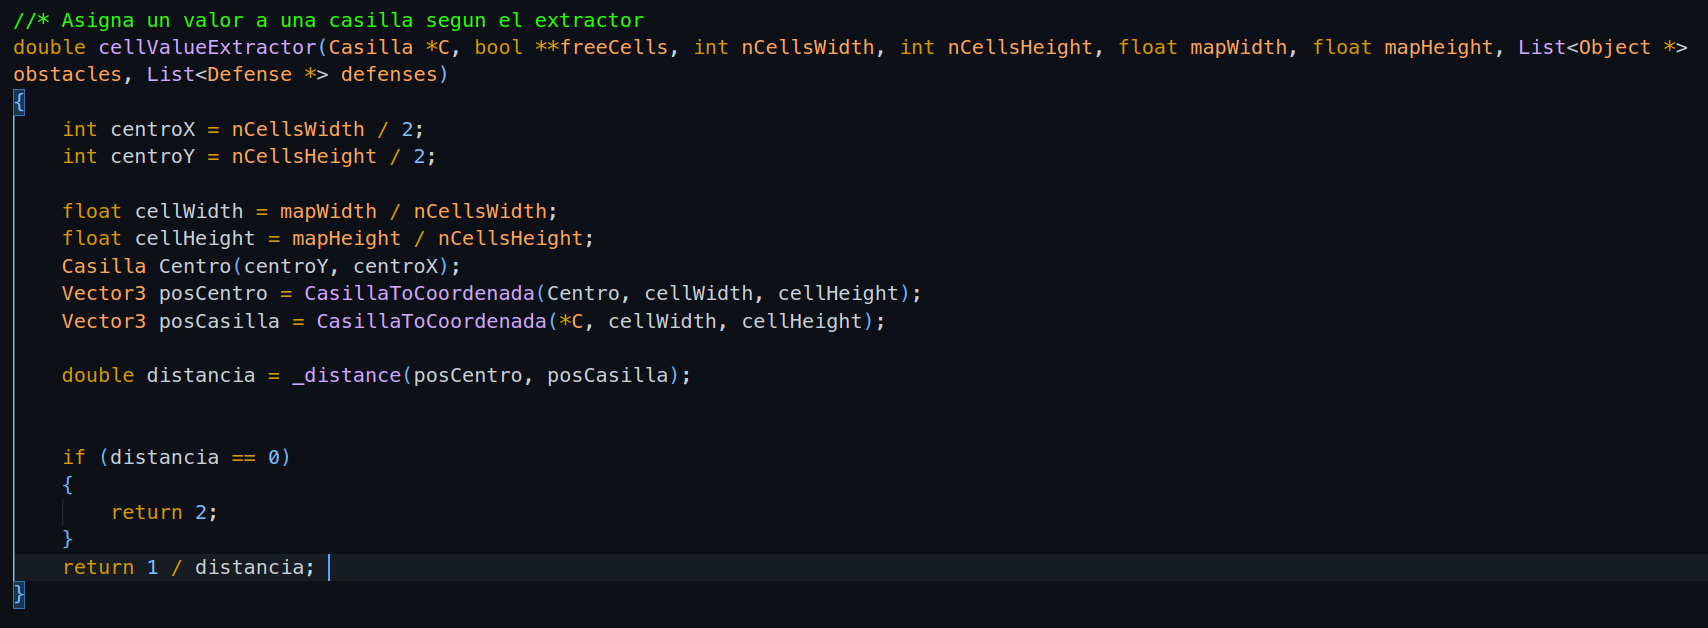 //* Asigna un valor a una casilla segun el extractor
double cellValueExtractor(Casilla *C, bool **freeCells, int nCellsWidth, int nCellsHeight, float mapWidth, float mapHeight, List<Object *>
obstacles, List<Defense *> defenses)
{
    int centroX = nCellsWidth / 2;
    int centroY = nCellsHeight / 2;

    float cellWidth = mapWidth / nCellsWidth;
    float cellHeight = mapHeight / nCellsHeight;
    Casilla Centro(centroY, centroX);
    Vector3 posCentro = CasillaToCoordenada(Centro, cellWidth, cellHeight);
    Vector3 posCasilla = CasillaToCoordenada(*C, cellWidth, cellHeight);

    double distancia = _distance(posCentro, posCasilla);


    if (distancia == 0)
    {
        return 2;
    }
    return 1 / distancia;
}